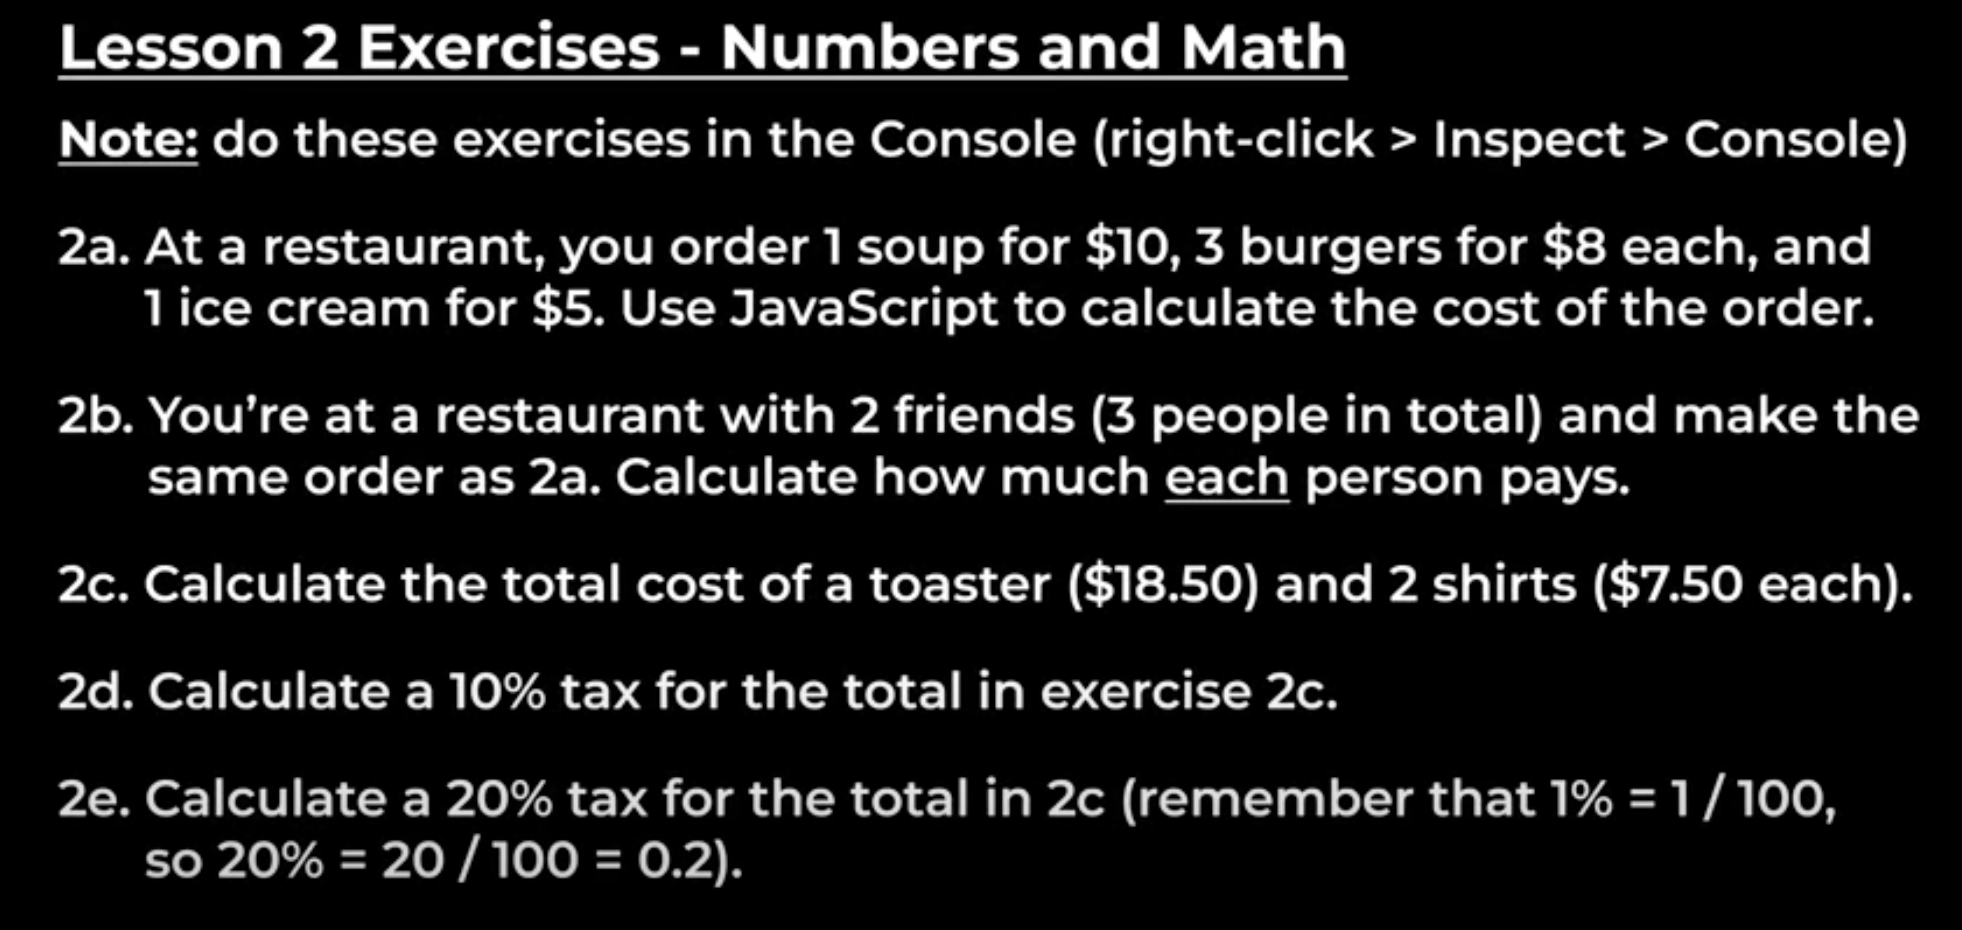 Lesson 2 Exercises - Numbers and Math
Note: do these exercises in the Console (right-click > Inspect > Console)
2a. At a restaurant, you order 1 soup for $10, 3 burgers for $8 each, and
1 ice cream for $5. Use JavaScript to calculate the cost of the order.
2b. You're at a restaurant with 2 friends (3 people in total) and make the
same order as 2a. Calculate how much each person pays.
2c. Calculate the total cost of a toaster ($18.50) and 2 shirts ($7.50 each).
2d. Calculate a 10% tax for the total in exercise 2c.
2e. Calculate a 20% tax for the total in 2c (remember that 1% = 1 / 100,
so 20% = 20 / 100 = 0.2).